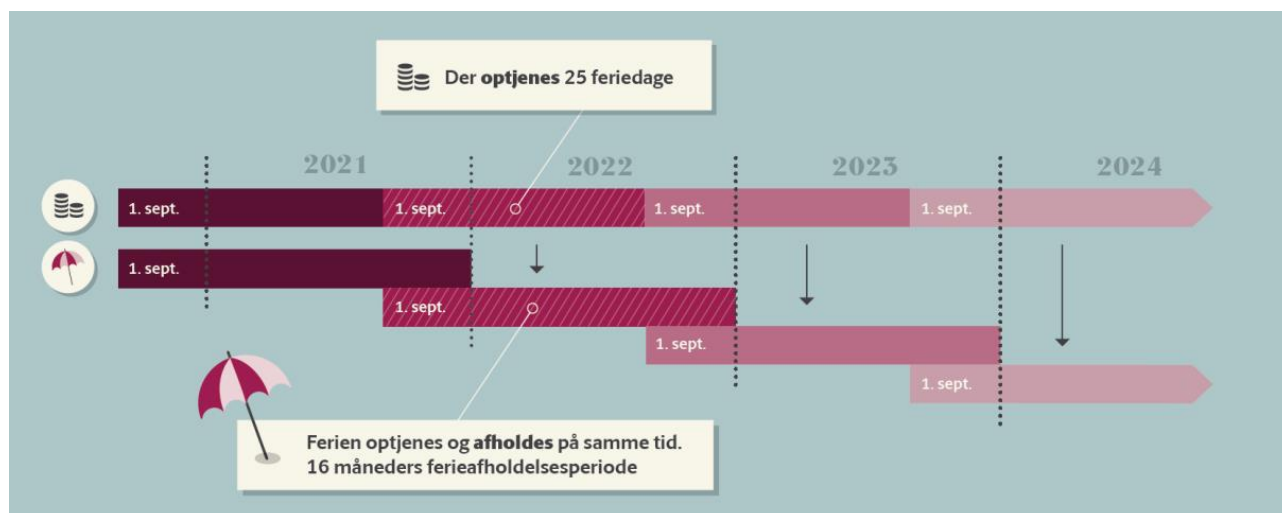 Der optjenes 25 feriedage
2021 2022 2023 2024
1. sept. 1. sept. 1. sept. 1. sept.
1. sept.
1. sept.
1. sept.
1. sept.
Ferien optjenes og afholdes på samme tid.
16 måneders ferieafholdelsesperiode